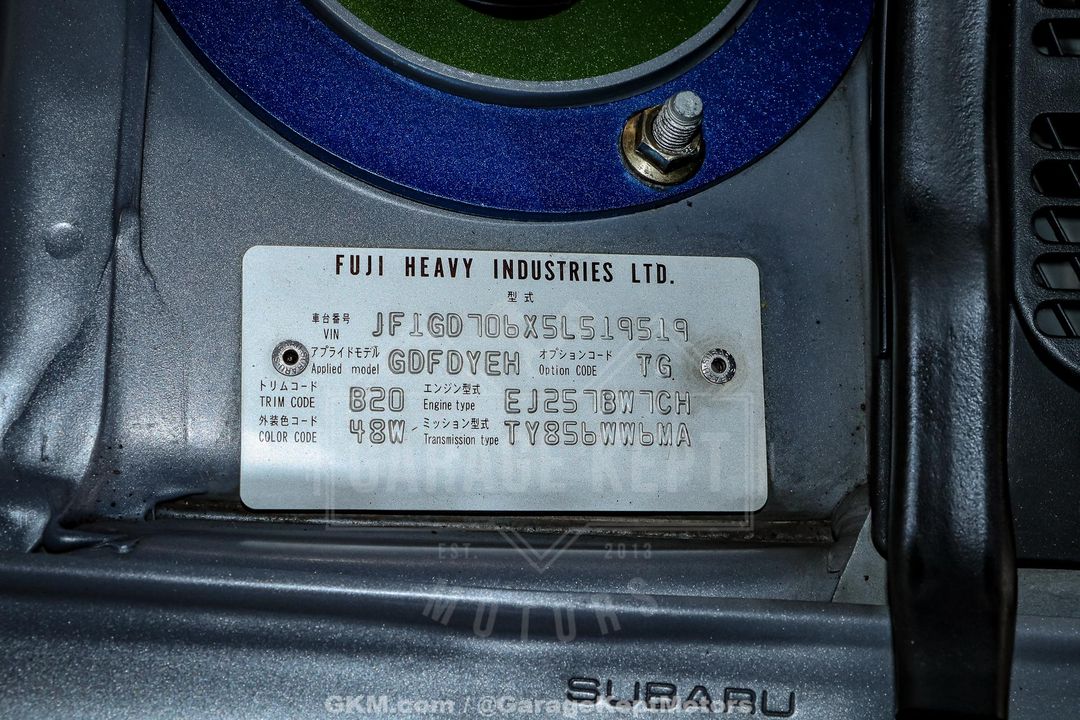 FUJI HEAVY INDUSTRIES LTD.
型式
車台番号
VIN JF1GD706X5L519519
アプライドモデル
Applied model GDFDYEH オプションコード
Option CODE TG
トリムコード
TRIM CODE B20 エンジン型式
Engine type EJ257BW7CH
外装色コード
COLOR CODE 48W ミッション型式
Transmission type TY856WW6MA
GARAGE KEPT
EST. 2013
MOTORS
SUBARU
GKM.com / @GarageKeptMotors